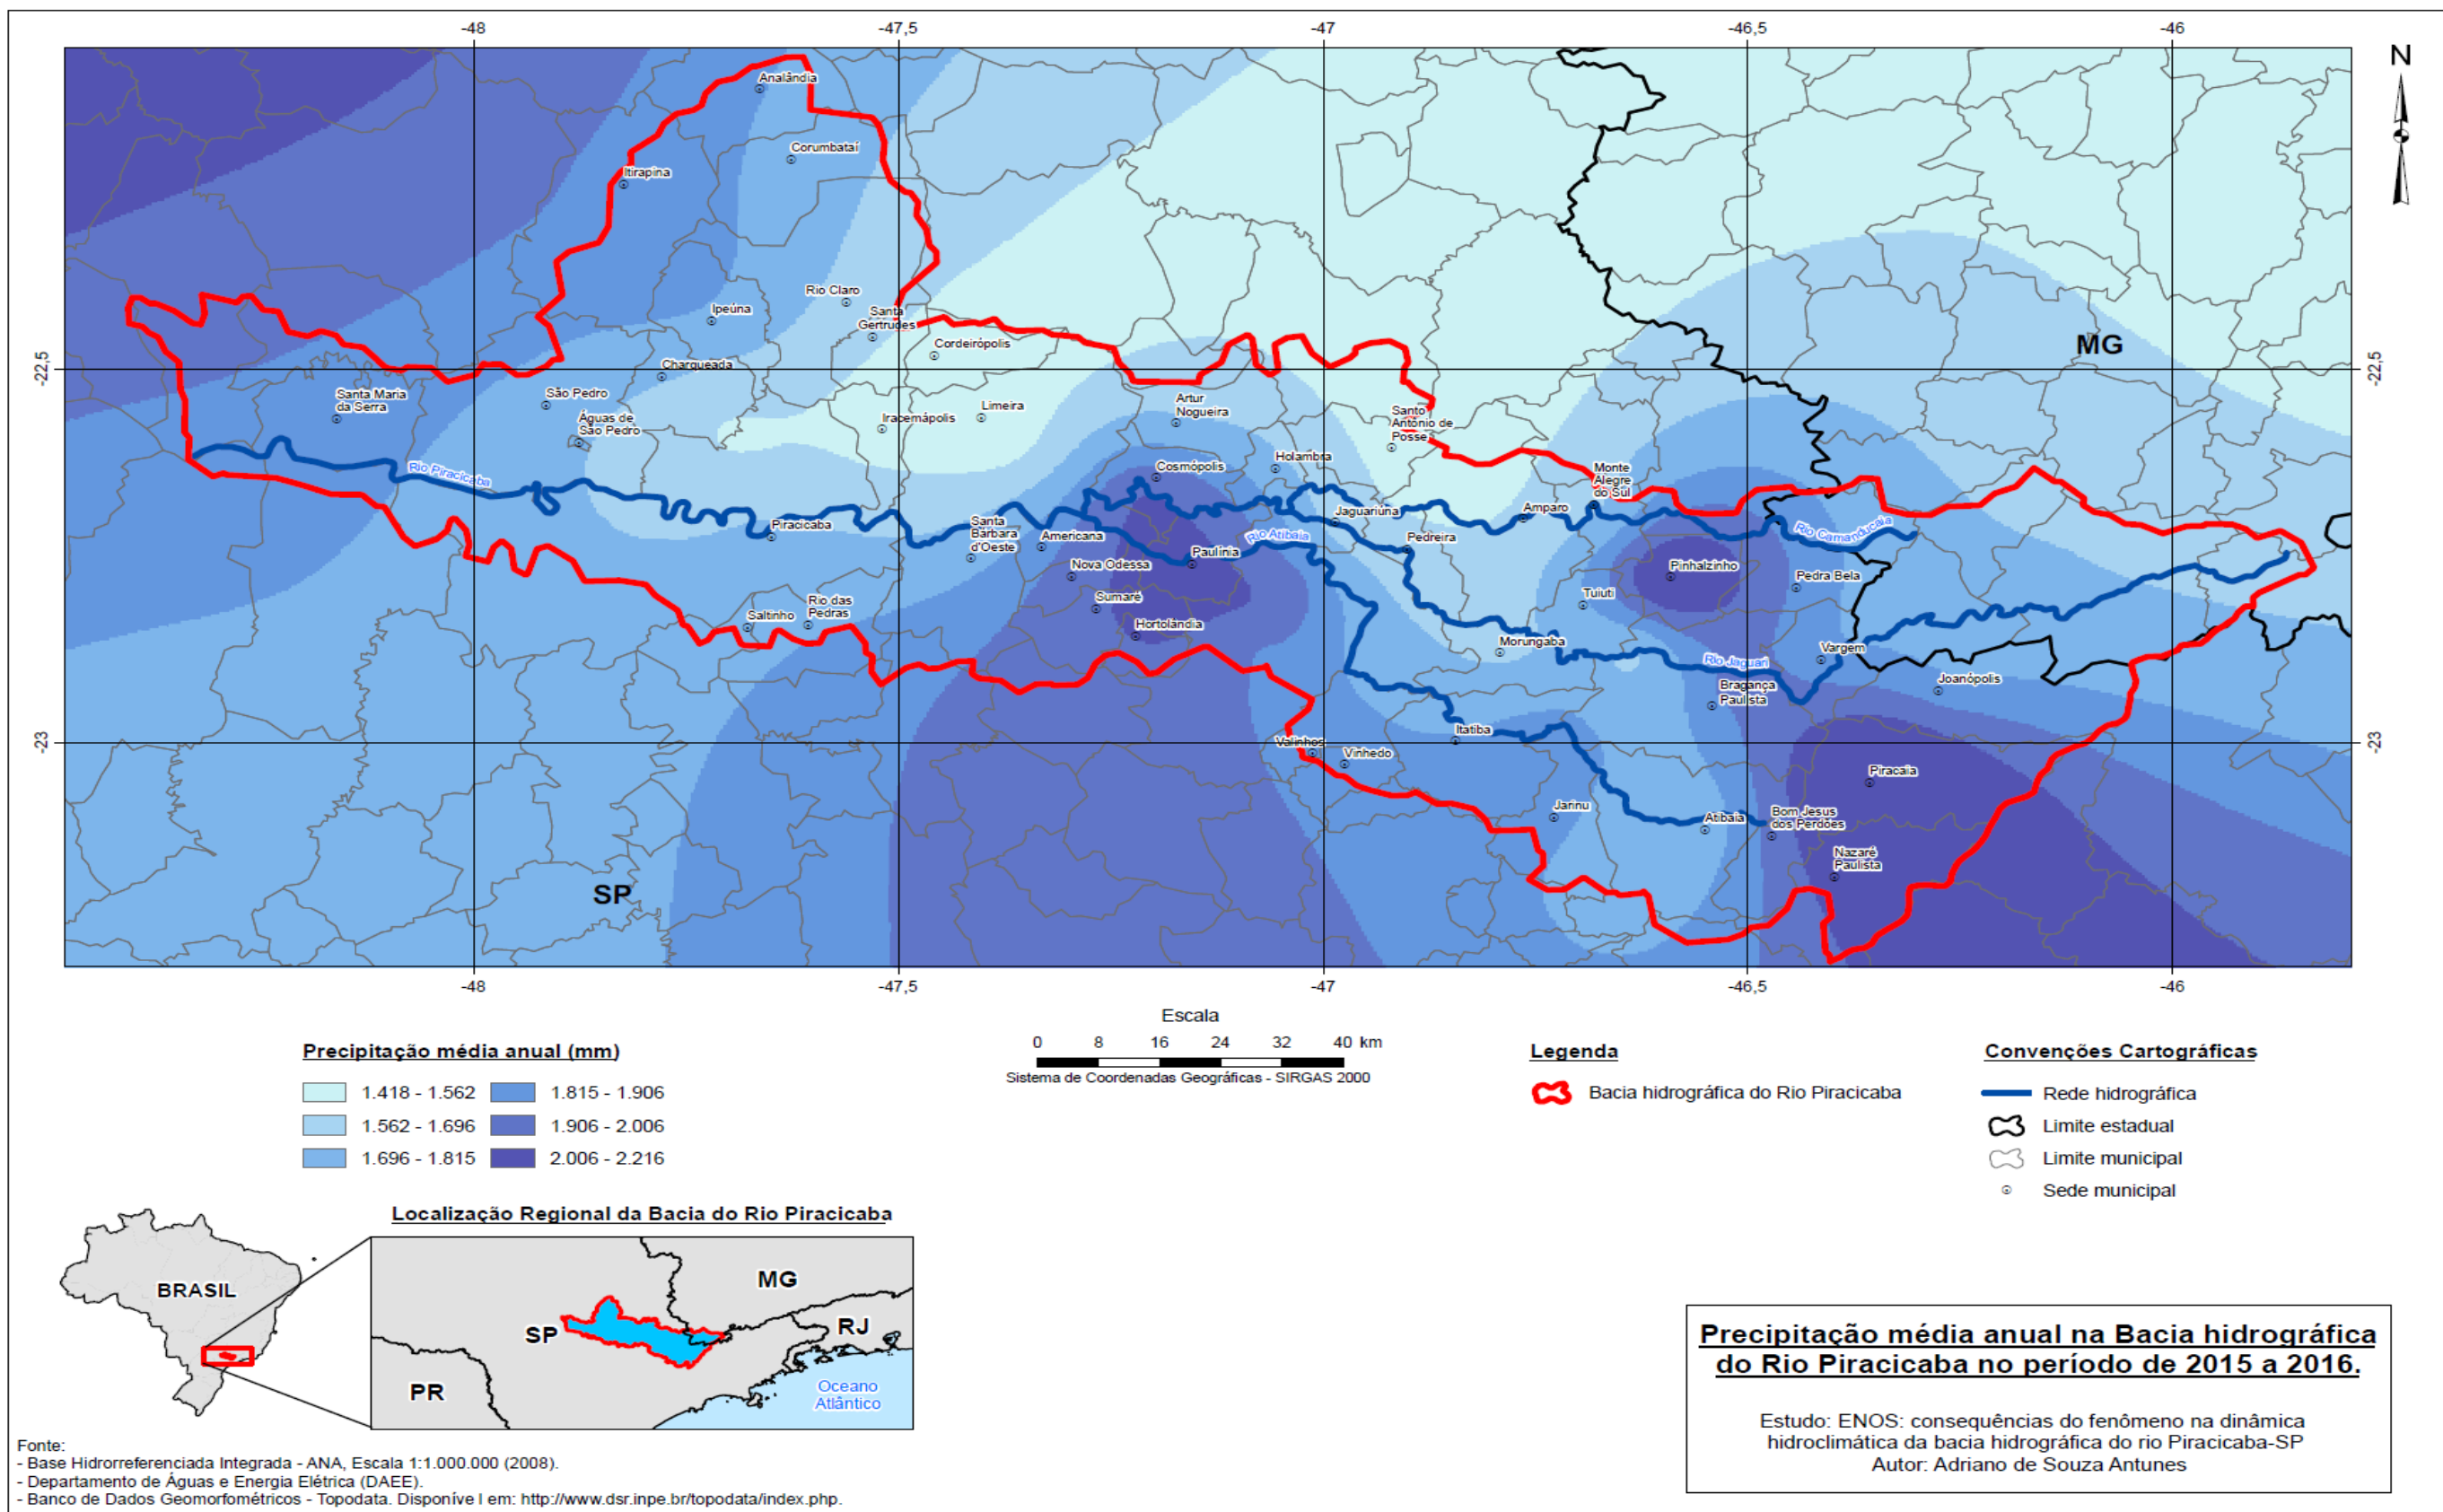 -48
-47,5
-47
-46,5
-46
N
Analândia
Corumbataí
Itirapina
Rio Claro
Ipeúna
Santa
Gertrudes
Cordeirópolis
MG
-22,5
-22,5
Charqueada
Santa Maria
da Serra
São Pedro
Águas de
São Pedro
Iracemápolis
Limeira
Artur
Nogueira
Santo
Antônio de
Posse
Rio Piracicaba
Cosmópolis
Holambra
Monte
Alegre
do Sul
Piracicaba
Santa
Bárbara
d'Oeste
Americana
Jaguariúna
Amparo
Rio Camanducaia
Rio Atibaia
Nova Odessa
Paulínia
Pedreira
Pinhalzinho
Pedra Bela
Sumaré
Tuiuti
Saltinho
Rio das
Pedras
Hortolândia
Morungaba
Vargem
Rio Jaguari
Bragança
Paulista
Joanópolis
-23
-23
Valinhos
Vinhedo
Itatiba
Piracaia
Jarinu
Atibaia
Bom Jesus
dos Perdões
Nazaré
Paulista
SP
-48
-47,5
-47
-46,5
-46
Precipitação média anual (mm)
1.418 - 1.562
1.815 - 1.906
1.562 - 1.696
1.906 - 2.006
1.696 - 1.815
2.006 - 2.216
Escala
0 8 16 24 32 40 km
Sistema de Coordenadas Geográficas - SIRGAS 2000
Legenda
Bacia hidrográfica do Rio Piracicaba
Convenções Cartográficas
Rede hidrográfica
Limite estadual
Limite municipal
Sede municipal
Localização Regional da Bacia do Rio Piracicaba
BRASIL
MG
SP
RJ
PR
Oceano
Atlântico
Precipitação média anual na Bacia hidrográfica
do Rio Piracicaba no período de 2015 a 2016.
Estudo: ENOS: consequências do fenômeno na dinâmica
hidroclimática da bacia hidrográfica do rio Piracicaba-SP
Autor: Adriano de Souza Antunes
Fonte:
- Base Hidrorreferenciada Integrada - ANA, Escala 1:1.000.000 (2008).
- Departamento de Águas e Energia Elétrica (DAEE).
- Banco de Dados Geomorfométricos - Topodata. Disponíve l em: http://www.dsr.inpe.br/topodata/index.php.